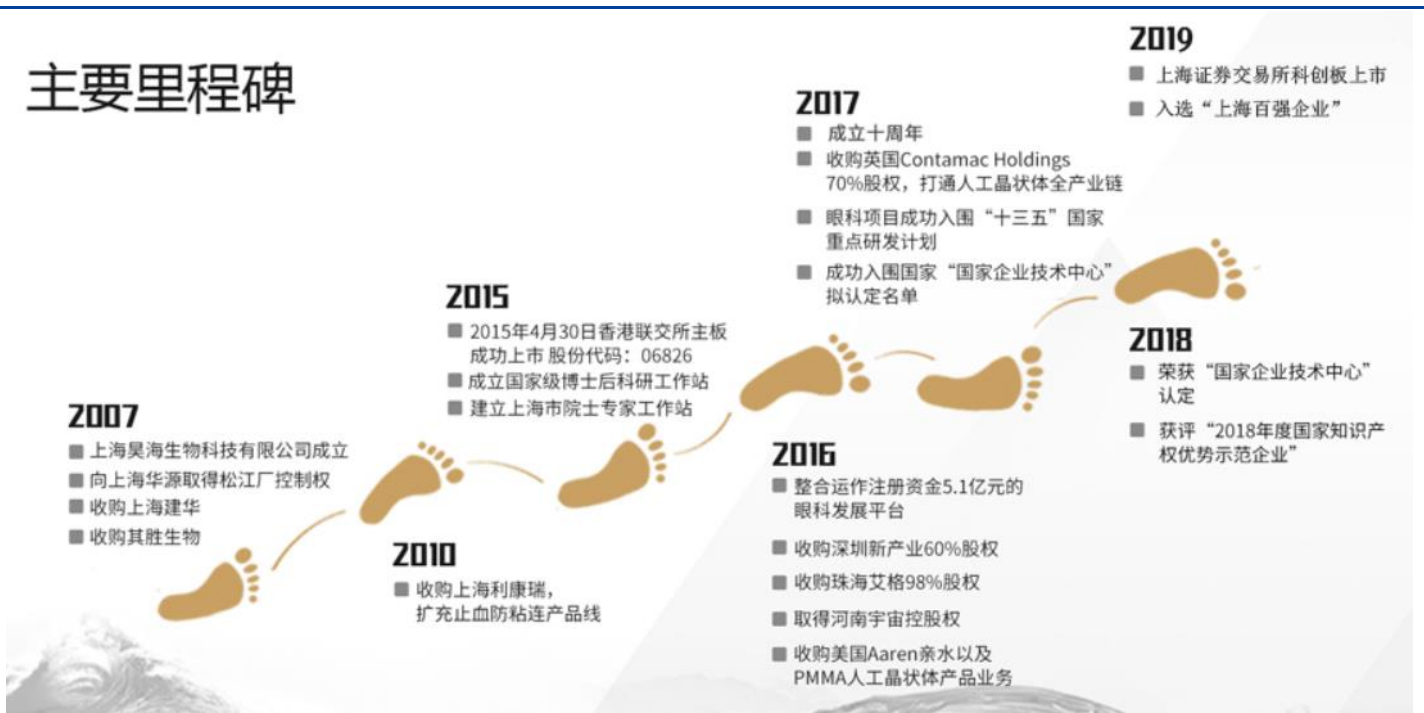 主要里程碑
2007
上海昊海生物科技有限公司成立
向上海华源取得松江厂控制权
收购上海建华
收购其胜生物
2010
收购上海利康瑞，
扩充止血防粘连产品线
2015
2015年4月30日香港联交所主板
成功上市 股份代码：06826
成立国家级博士后科研工作站
建立上海市院士专家工作站
2016
整合运作注册资金5.1亿元的
眼科发展平台
收购深圳新产业60%股权
收购珠海艾格98%股权
取得河南宇宙控股权
收购美国Aaren亲水以及
PMMA人工晶状体产品业务
2017
成立十周年
收购英国Contamac Holdings
70%股权，打通人工晶状体全产业链
眼科项目成功入围“十三五”国家
重点研发计划
成功入围国家“国家企业技术中心”
拟认定名单
2018
荣获“国家企业技术中心”
认定
获评“2018年度国家知识产
权优势示范企业”
2019
上海证券交易所科创板上市
入选“上海百强企业”